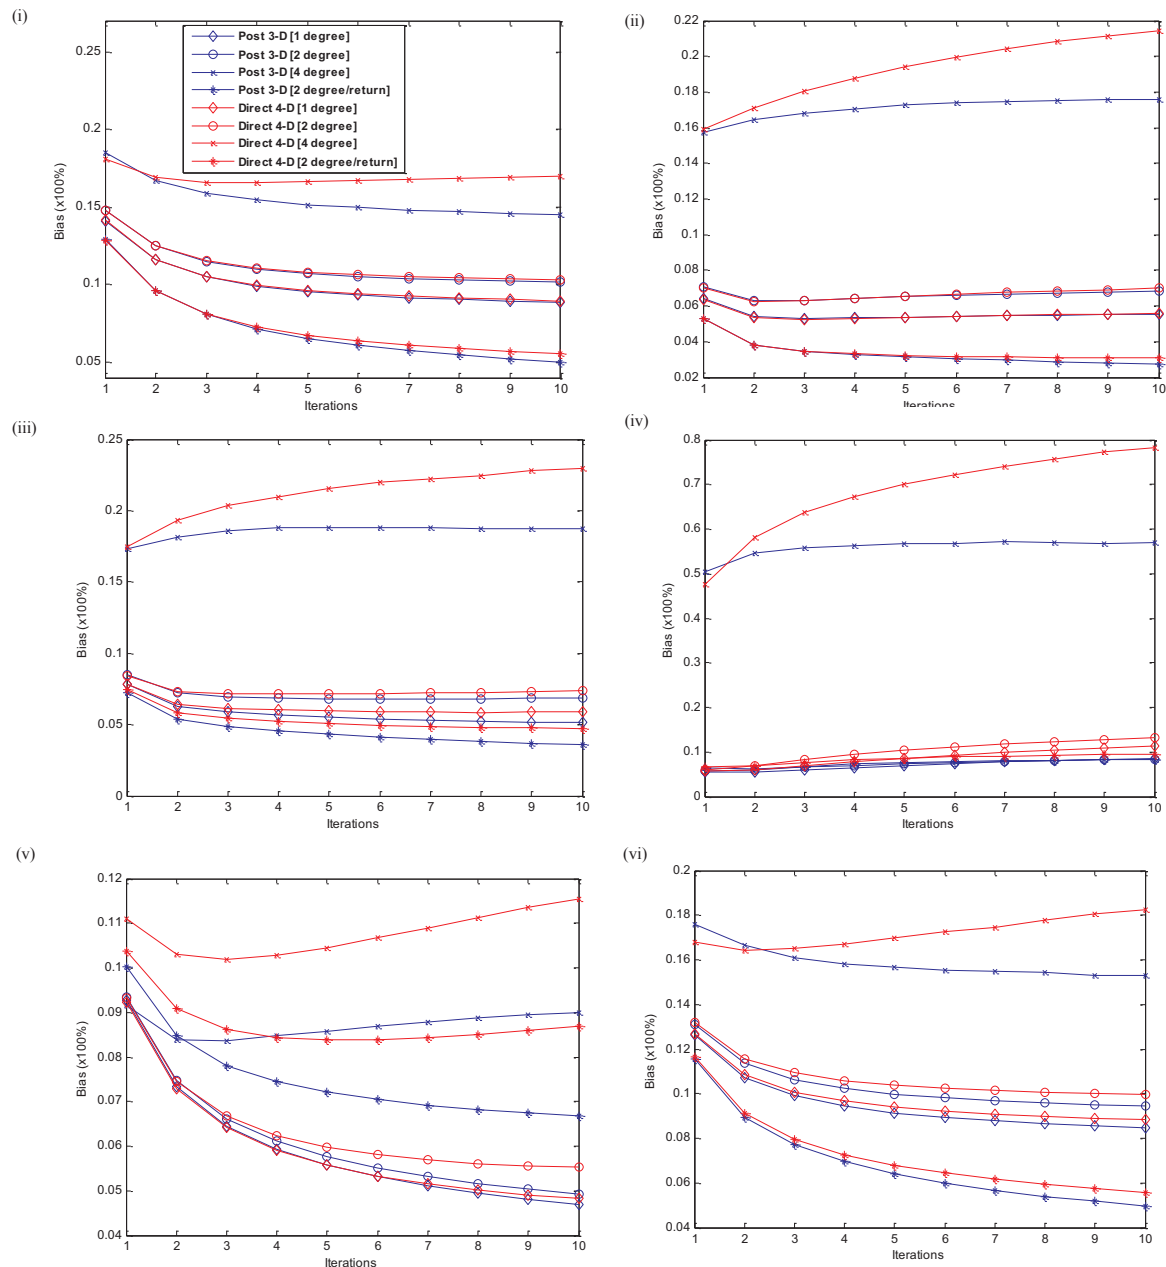 (i)
0.25
0.2
0.15
0.1
0.05
Bias (x100%)
1 2 3 4 5 6 7 8 9 10
Iterations
Post 3-D [1 degree]
Post 3-D [2 degree]
Post 3-D [4 degree]
Post 3-D [2 degree/return]
Direct 4-D [1 degree]
Direct 4-D [2 degree]
Direct 4-D [4 degree]
Direct 4-D [2 degree/return]
(ii)
0.22
0.2
0.18
0.16
0.14
0.12
0.1
0.08
0.06
0.04
0.02
Bias (x100%)
1 2 3 4 5 6 7 8 9 10
Iterations
(iii)
0.25
0.2
0.15
0.1
0.05
0
Bias (x100%)
1 2 3 4 5 6 7 8 9 10
Iterations
(iv)
0.8
0.7
0.6
0.5
0.4
0.3
0.2
0.1
0
Bias (x100%)
1 2 3 4 5 6 7 8 9 10
Iterations
(v)
0.12
0.11
0.1
0.09
0.08
0.07
0.06
0.05
0.04
Bias (x100%)
1 2 3 4 5 6 7 8 9 10
Iterations
(vi)
0.2
0.18
0.16
0.14
0.12
0.1
0.08
0.06
0.04
Bias (x100%)
1 2 3 4 5 6 7 8 9 10
Iterations